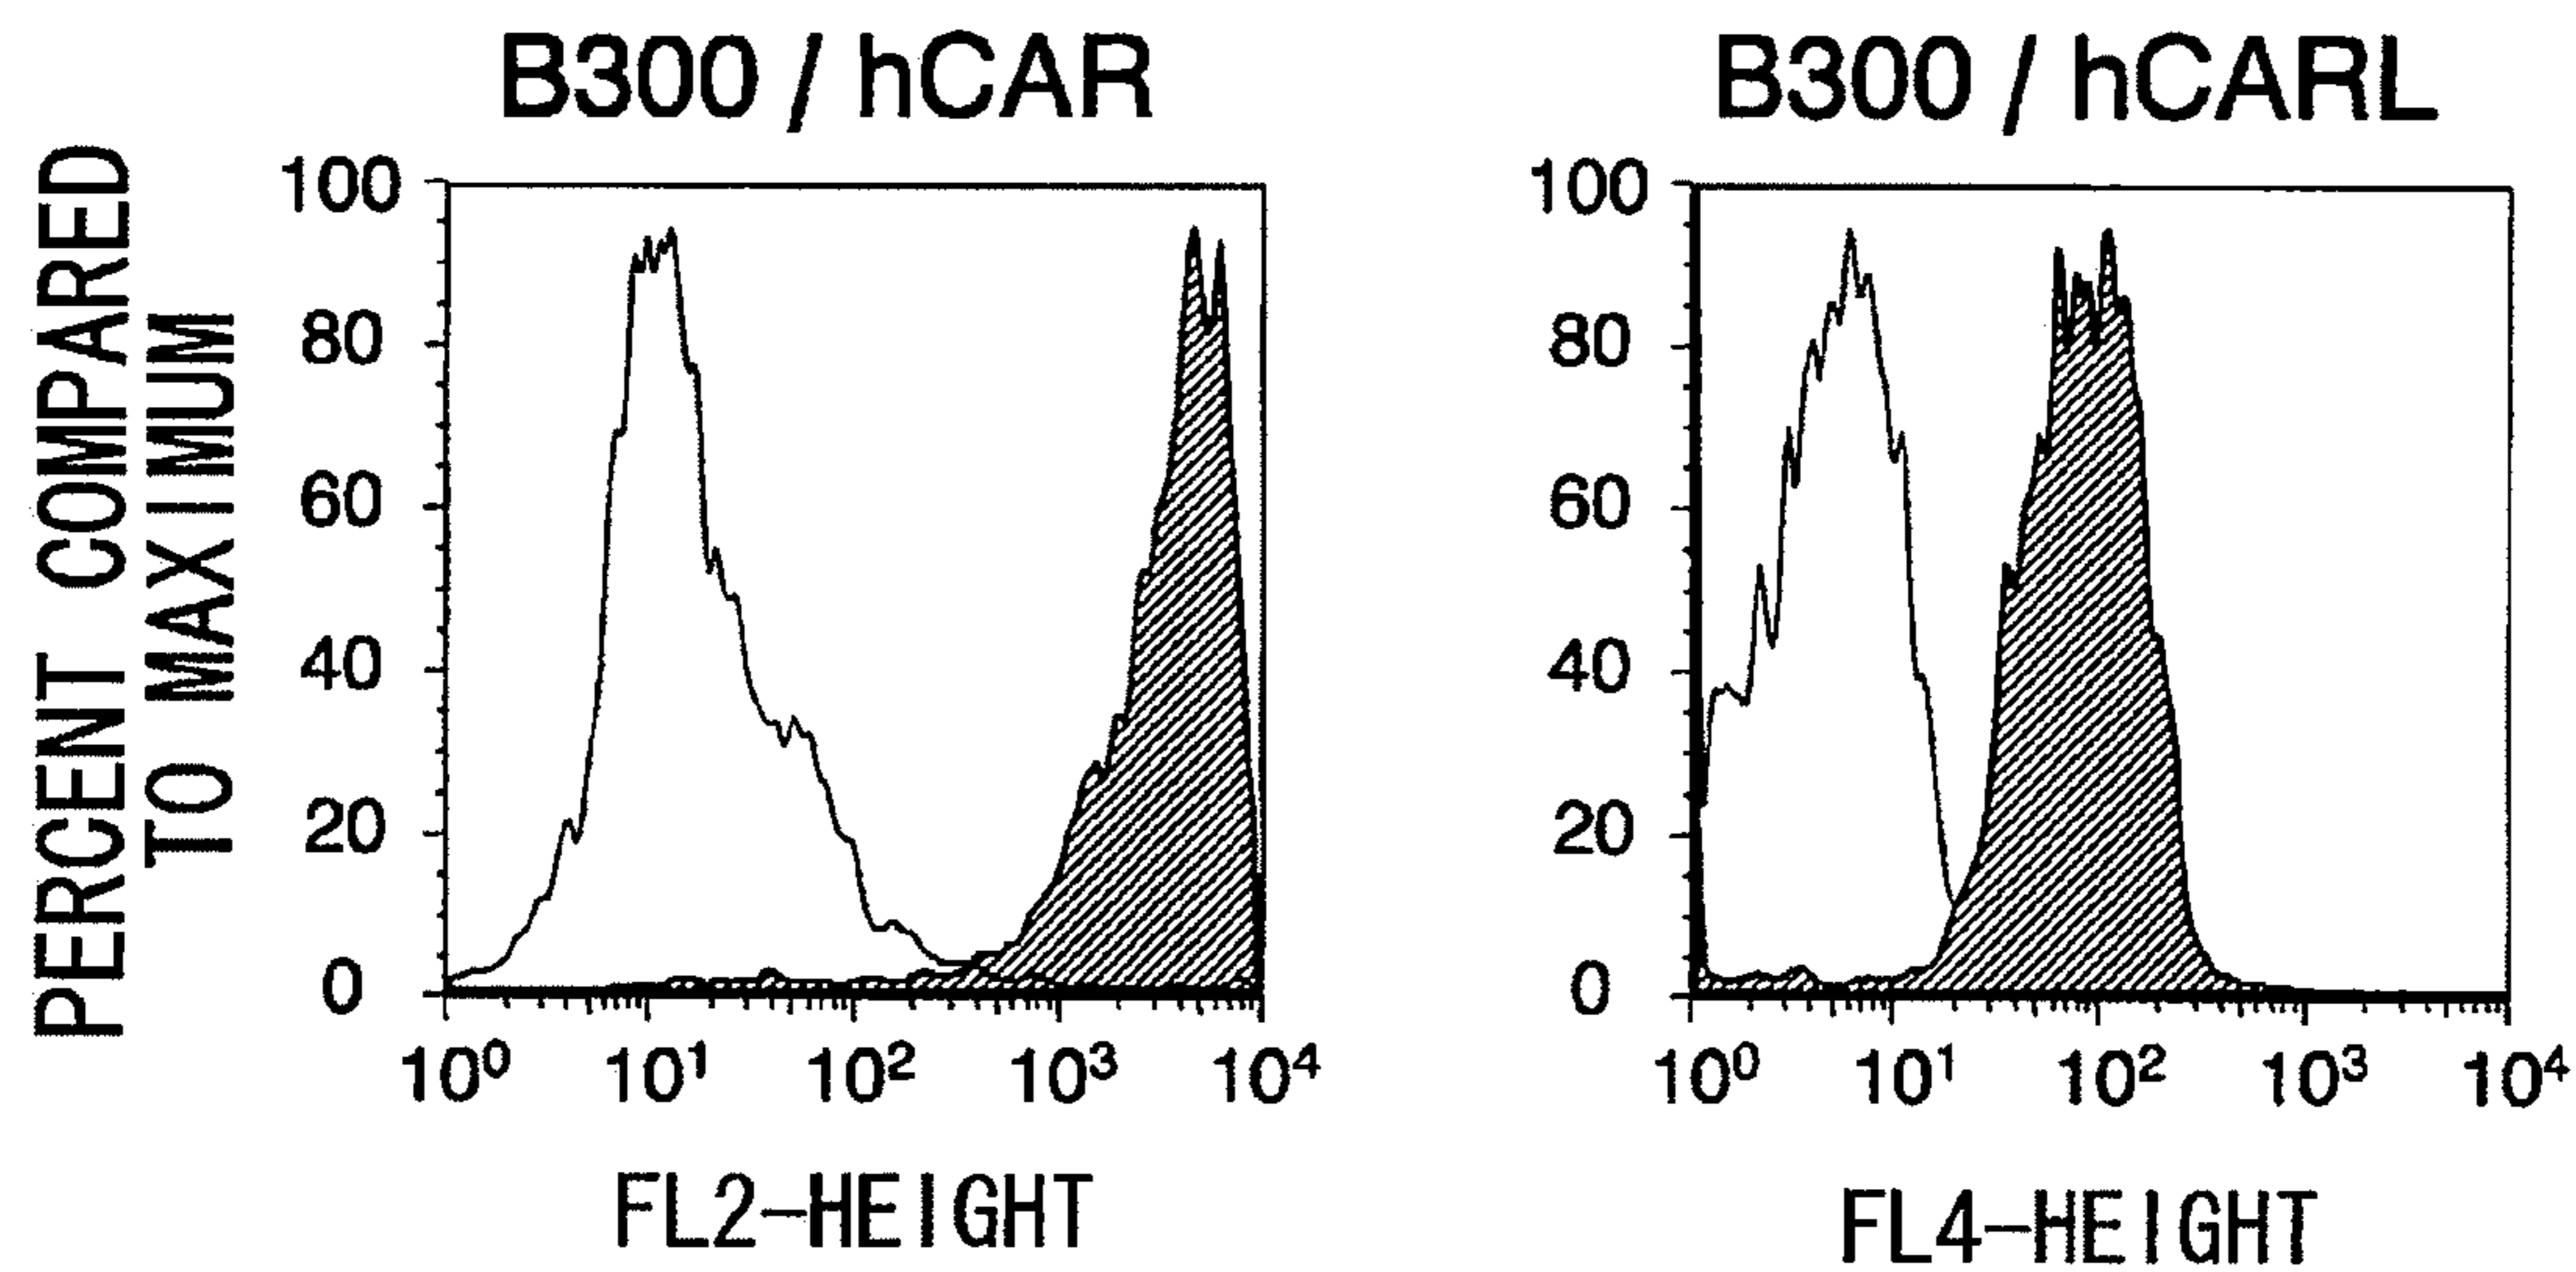 B300 / hCAR
B300 / hCARL
PERCENT COMPARED
TO MAXIMUM
100
80
60
40
20
0
10⁰ 10¹ 10² 10³ 10⁴
FL2-HEIGHT
100
80
60
40
20
0
10⁰ 10¹ 10² 10³ 10⁴
FL4-HEIGHT